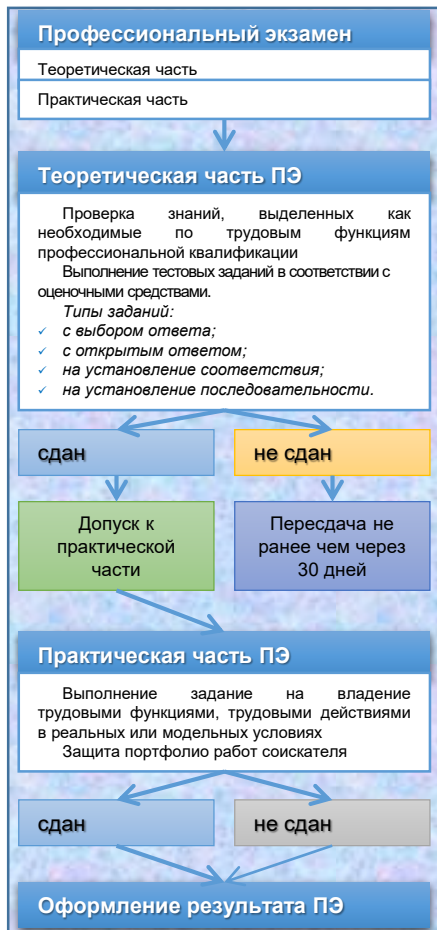 Профессиональный экзамен
Теоретическая часть
Практическая часть
Теоретическая часть ПЭ
Проверка знаний, выделенных как
необходимые по трудовым функциям
профессиональной квалификации
Выполнение тестовых заданий в соответствии с
оценочными средствами.
Типы заданий:
✓ с выбором ответа;
✓ с открытым ответом;
✓ на установление соответствия;
✓ на установление последовательности.
сдан
не сдан
Допуск к
практической
части
Пересдача не
ранее чем через
30 дней
Практическая часть ПЭ
Выполнение задание на владение
трудовыми функциями, трудовыми действиями
в реальных или модельных условиях
Защита портфолио работ соискателя
сдан
не сдан
Оформление результата ПЭ